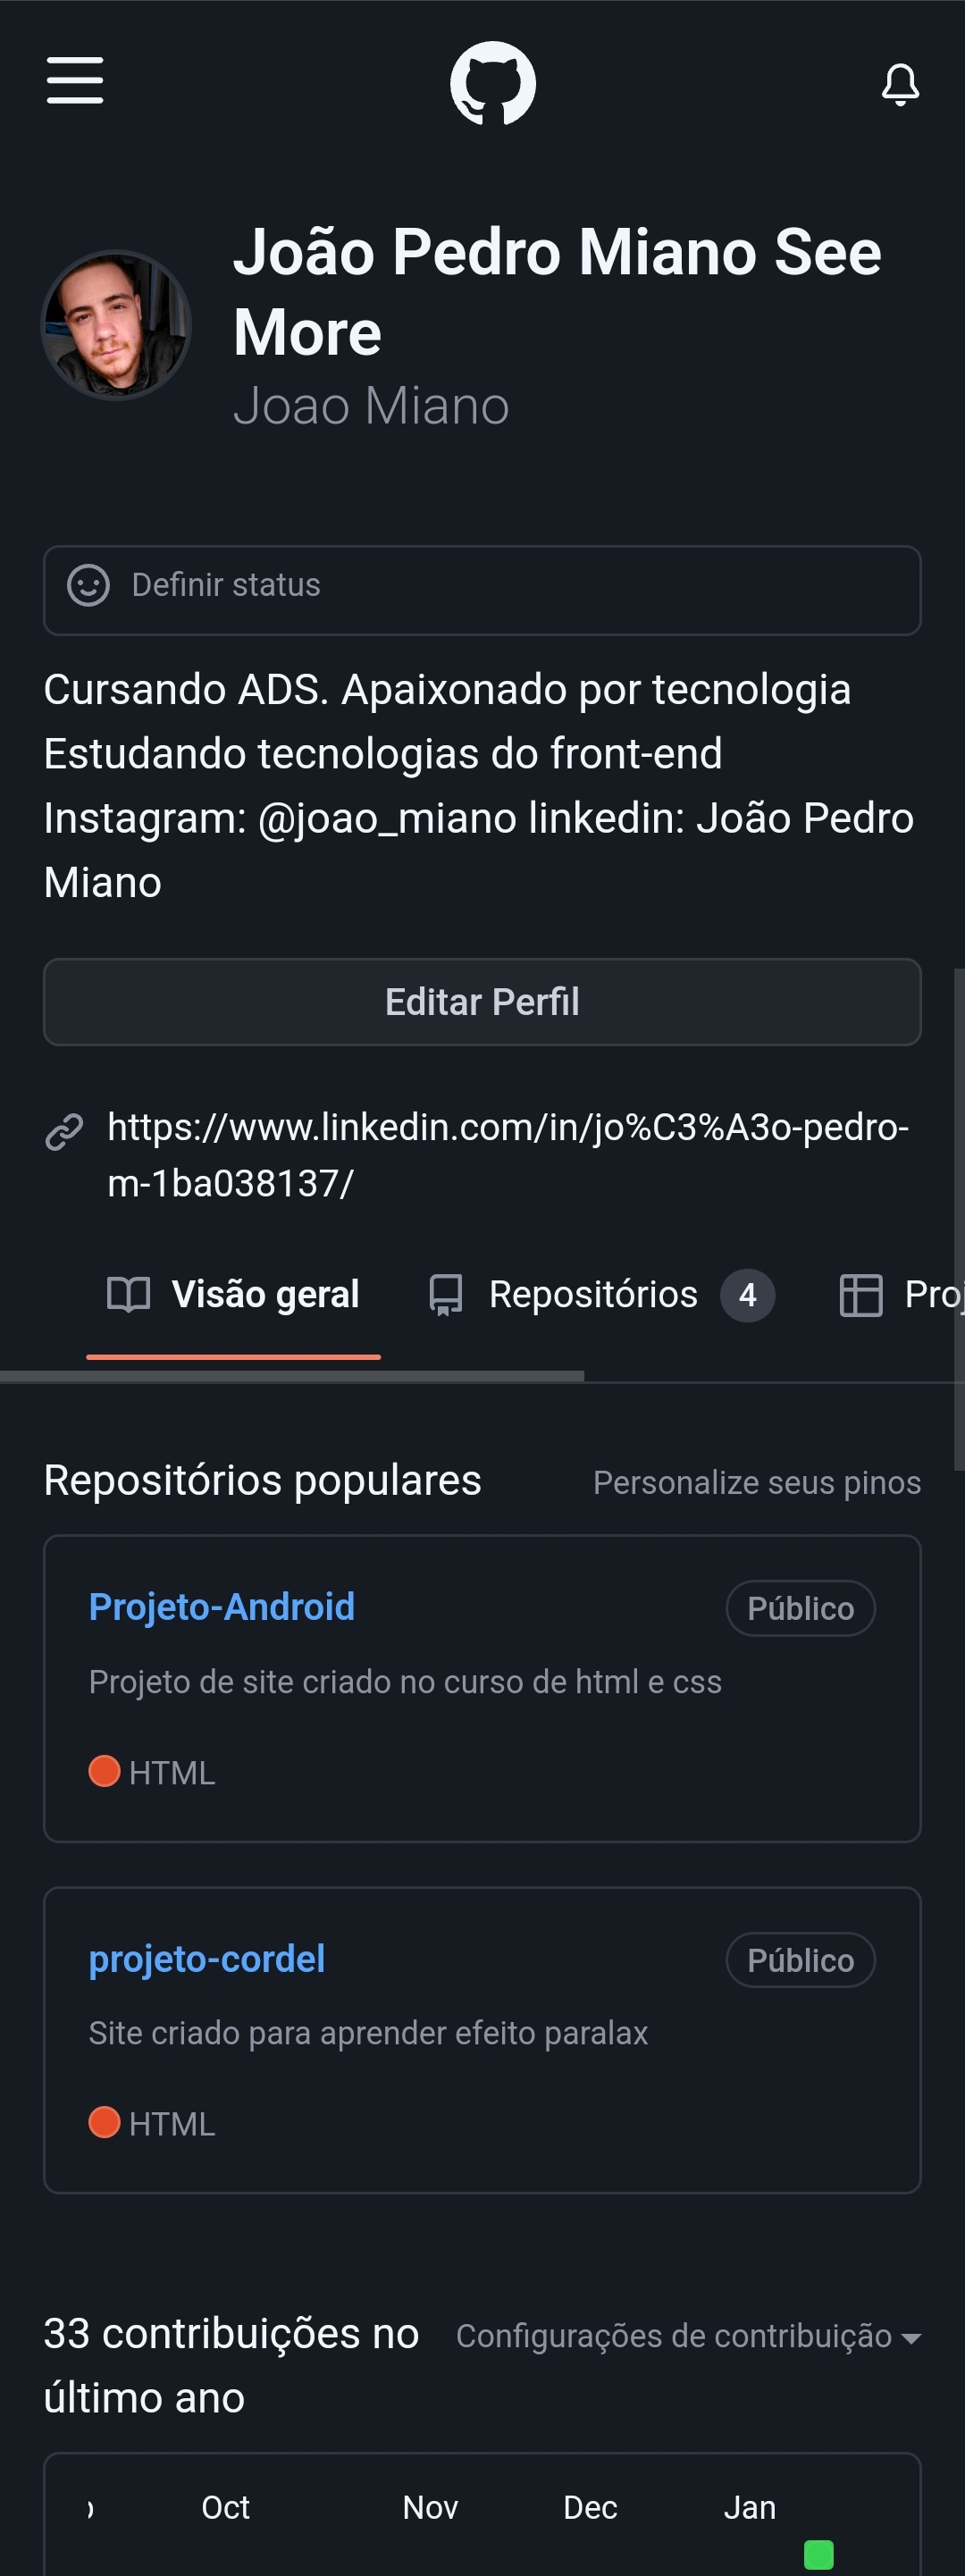 João Pedro Miano See
More
Joao Miano
Definir status
Cursando ADS. Apaixonado por tecnologia
Estudando tecnologias do front-end
Instagram: @joao_miano linkedin: João Pedro
Miano
Editar Perfil
https://www.linkedin.com/in/jo%C3%A3o-pedro-
m-1ba038137/
Visão geral Repositórios 4 Proj
Repositórios populares Personalize seus pinos
Projeto-Android Público
Projeto de site criado no curso de html e css
HTML
projeto-cordel Público
Site criado para aprender efeito paralax
HTML
33 contribuições no Configurações de contribuição
último ano
Oct Nov Dec Jan